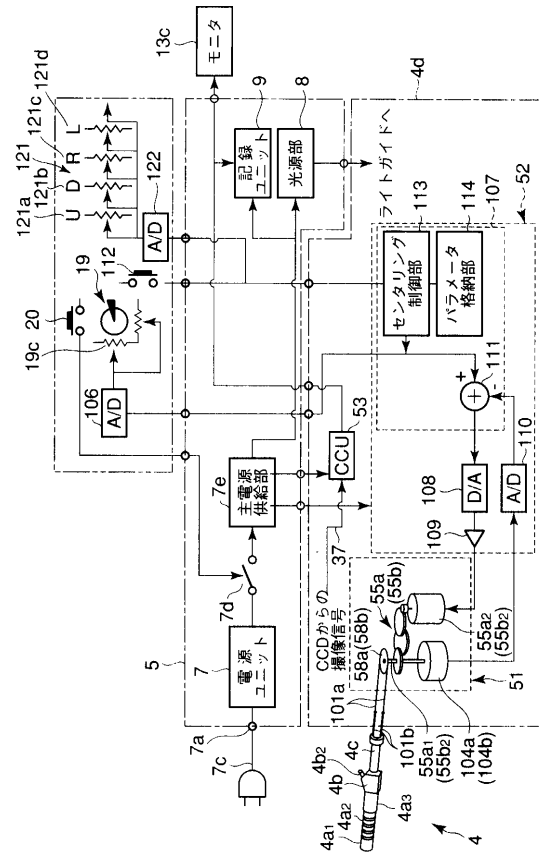 20
19
19c
106
A/D
112
121
121a
121b
121c
121d
U
D
R
L
A/D
122
13c
モニタ
5
7
電源
ユニット
7a
7c
7d
7e
主電源
供給部
9
記録
ユニット
8
光源部
4d
ライトガイドへ
CCDからの
撮像信号
37
53
CCU
52
113
センタリング
制御部
114
パラメータ
格納部
107
111
+
-
108
D/A
109
110
A/D
51
55a
(55b)
55a2
(55b2)
58a(58b)
101a
101b
55a1
(55b2)
104a
(104b)
4c
4b2
4b
4a3
4a2
4a1
4